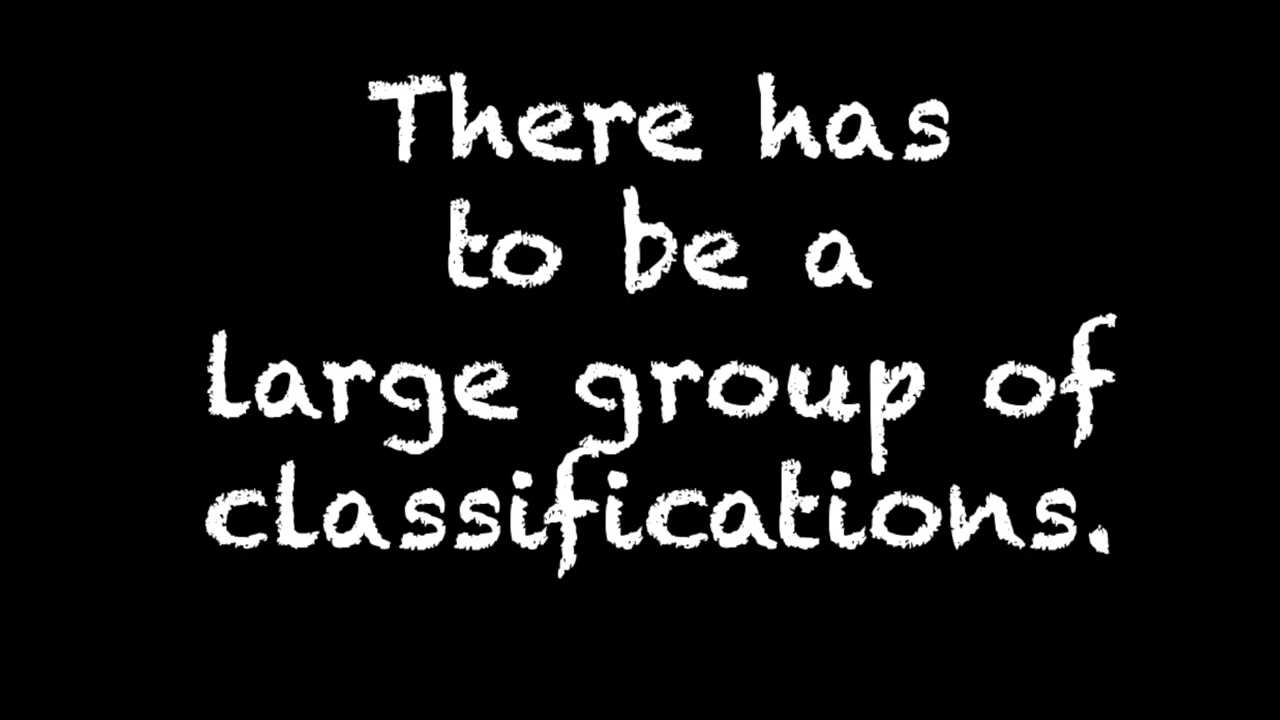 There has
to be a
large group of
classifications.